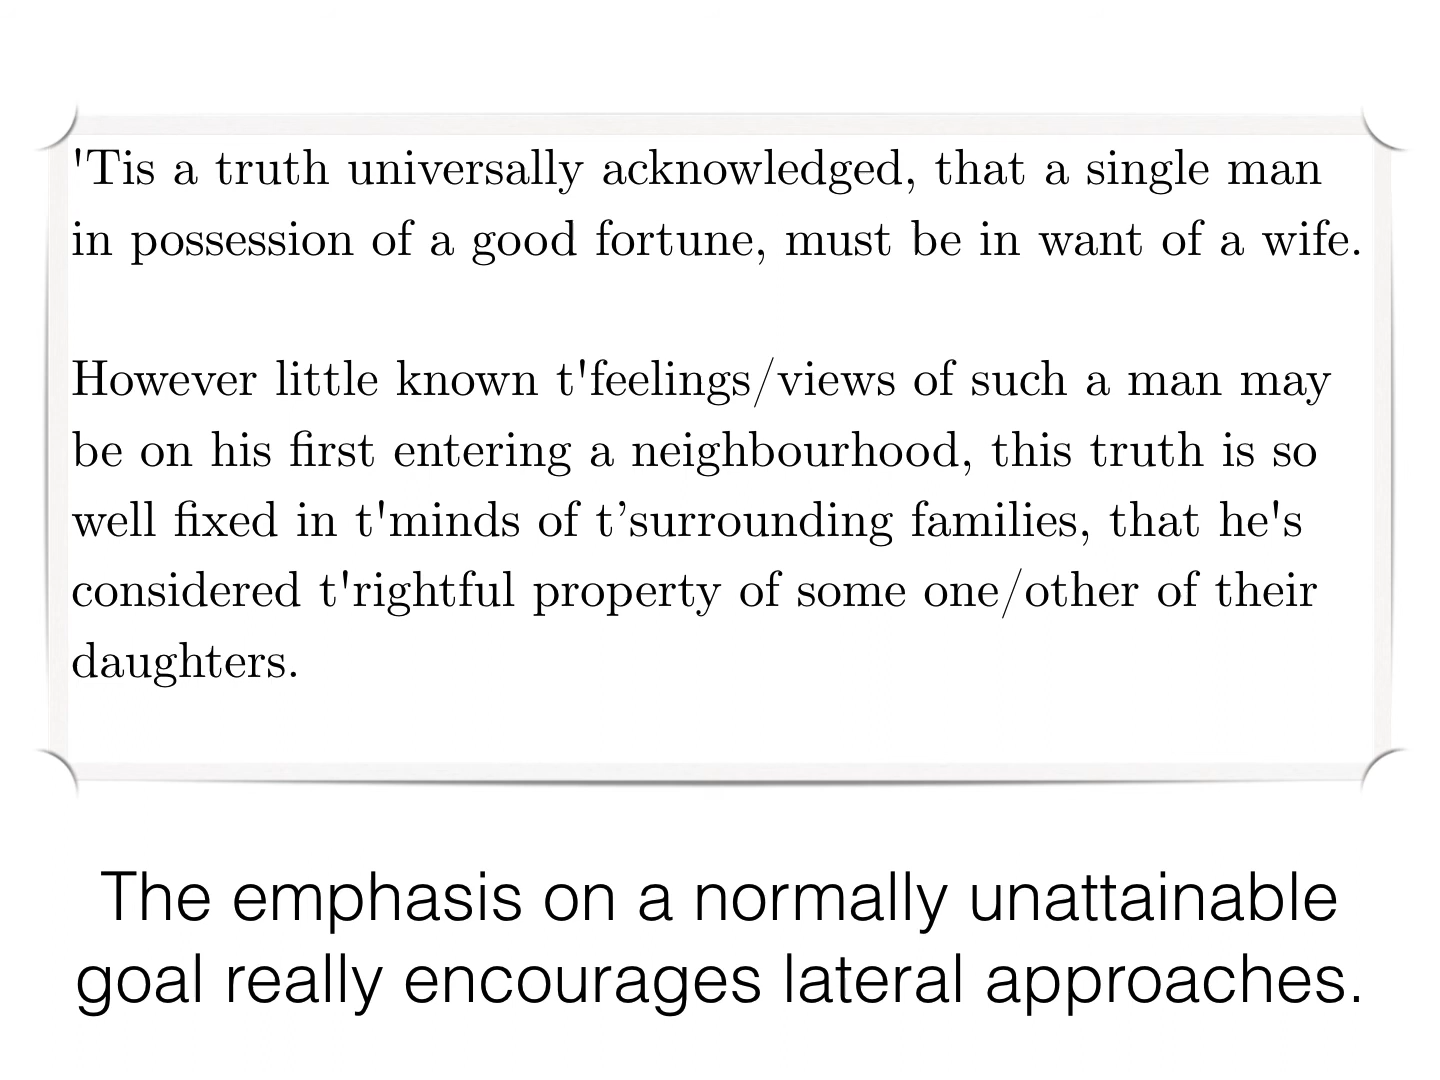 'Tis a truth universally acknowledged, that a single man
in possession of a good fortune, must be in want of a wife.
However little known t'feelings/views of such a man may
be on his first entering a neighbourhood, this truth is so
well fixed in t'minds of t’surrounding families, that he's
considered t'rightful property of some one/other of their
daughters.
The emphasis on a normally unattainable
goal really encourages lateral approaches.